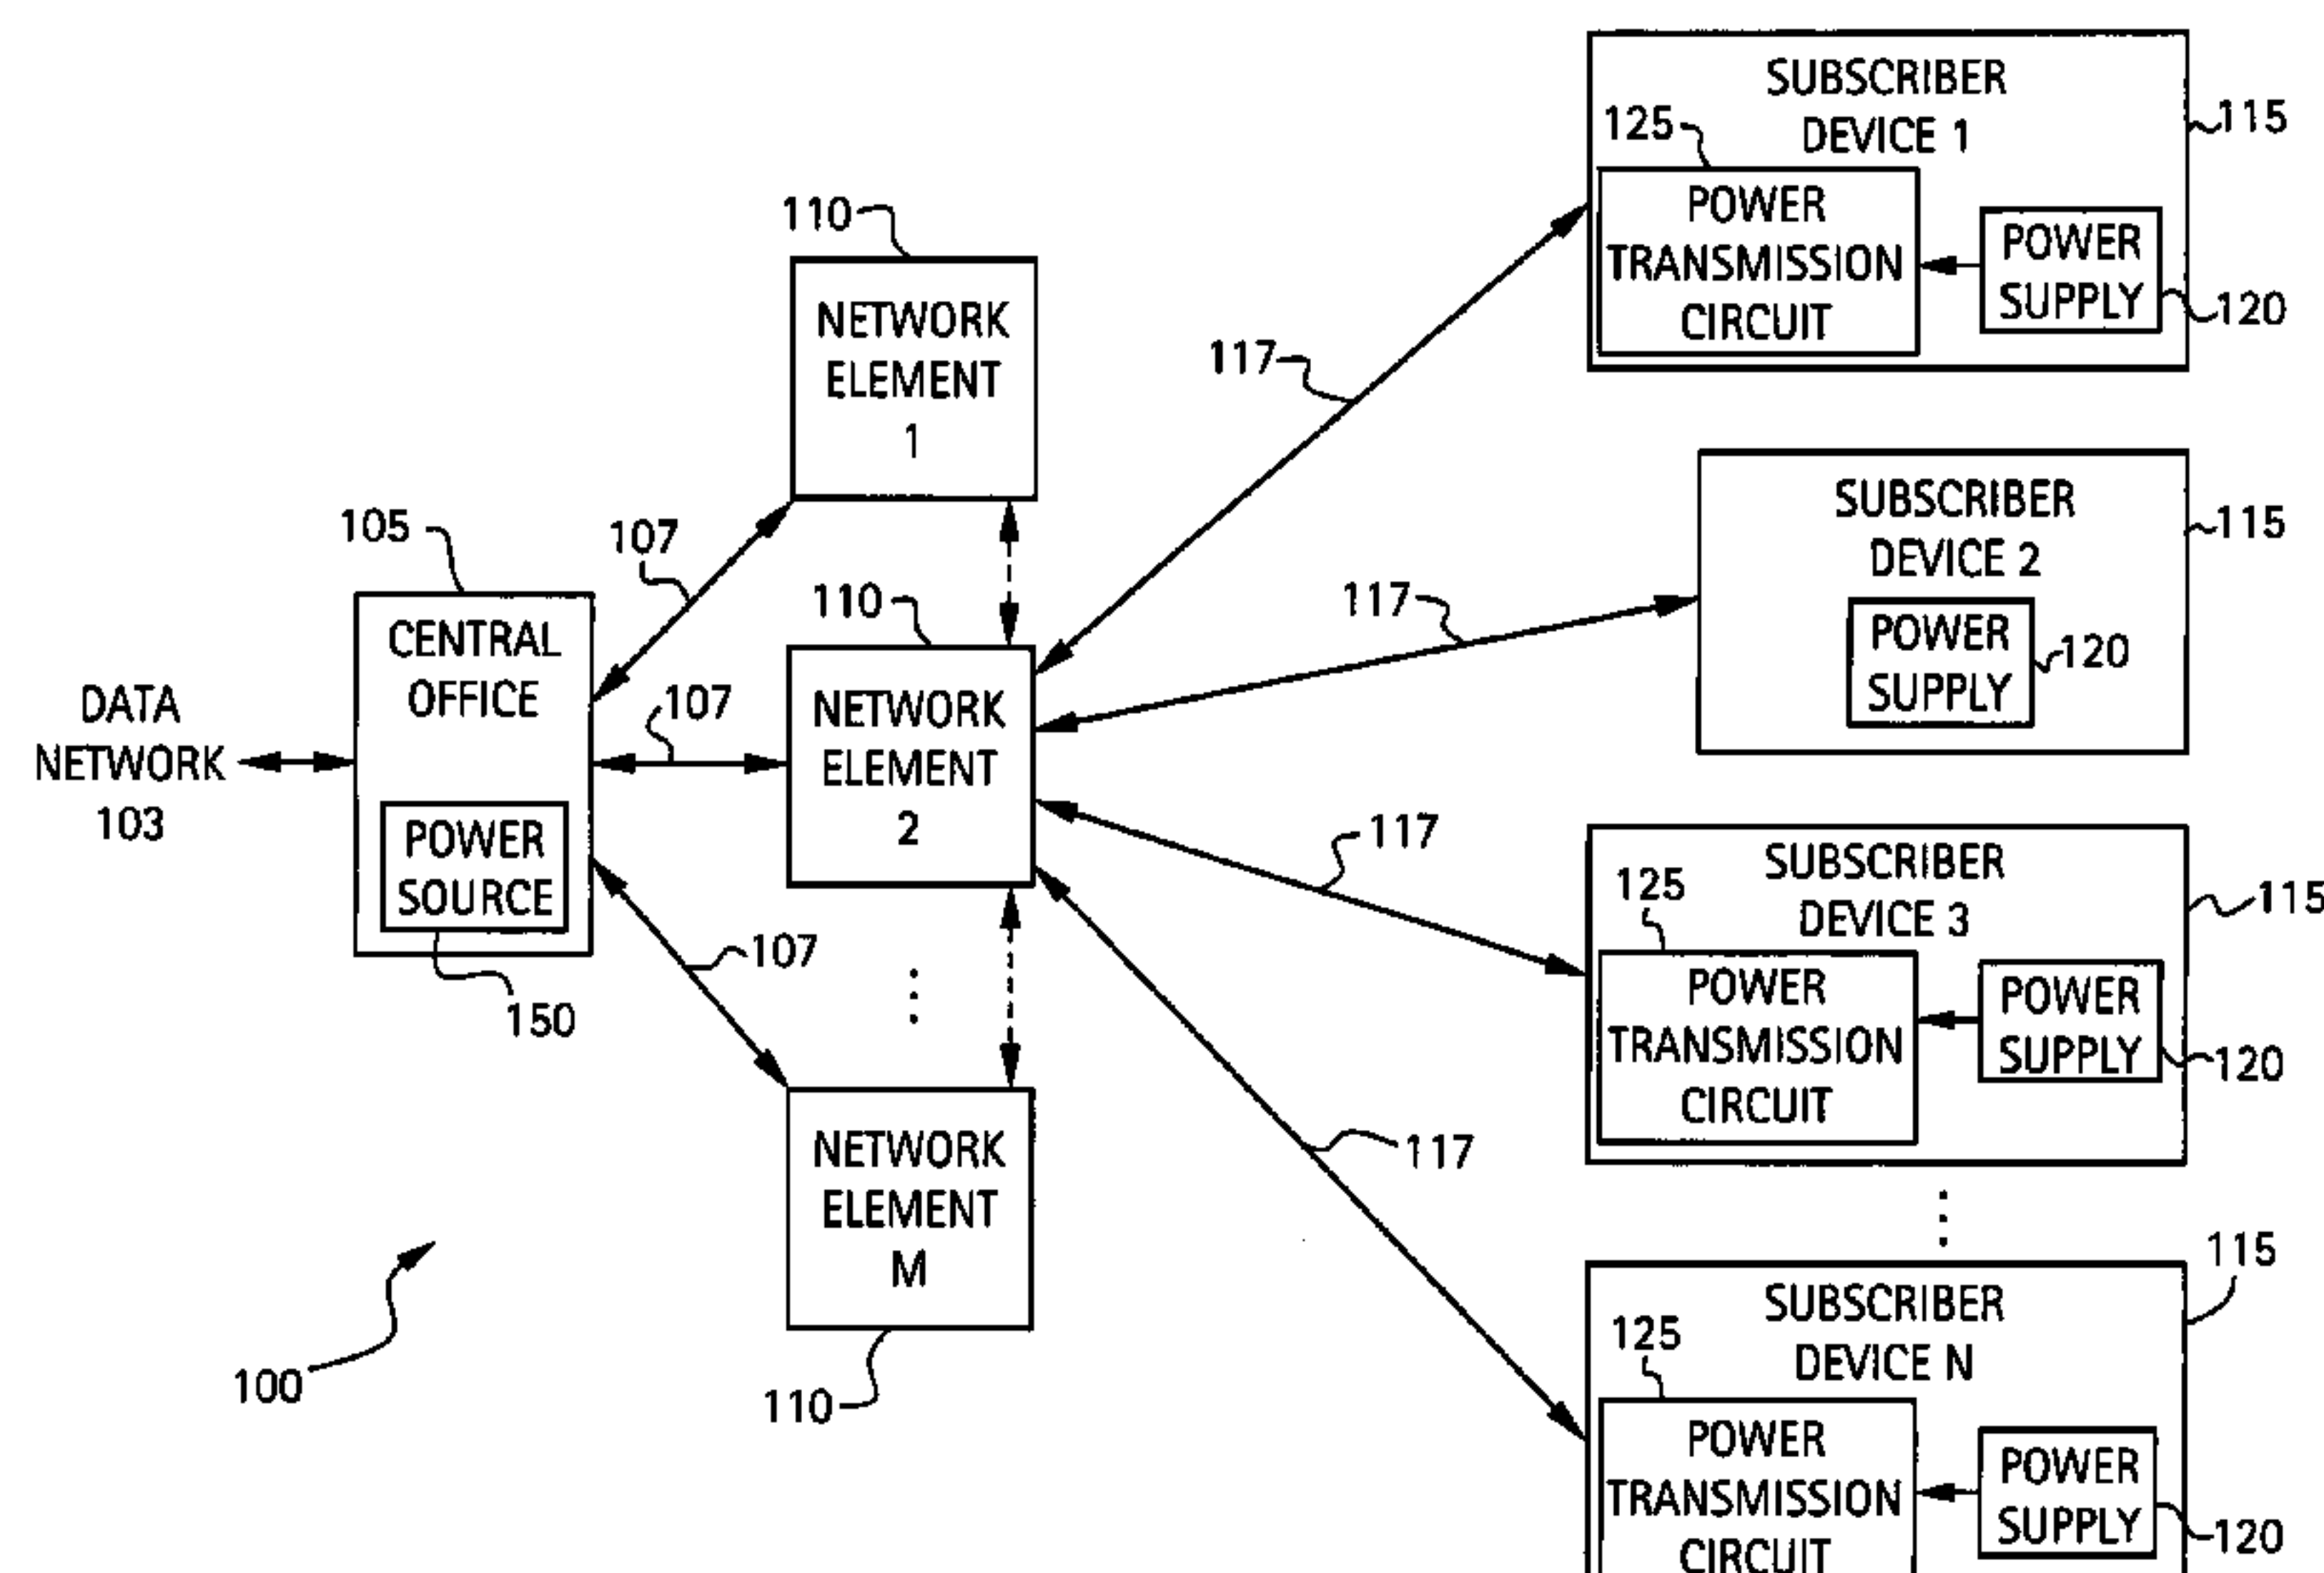 SUBSCRIBER
DEVICE 1
115
125
POWER
TRANSMISSION
CIRCUIT
POWER
SUPPLY
120
110
NETWORK
ELEMENT
1
117
SUBSCRIBER
DEVICE 2
115
POWER
SUPPLY
120
117
105
107
CENTRAL
OFFICE
POWER
SOURCE
150
DATA
NETWORK
103
107
110
NETWORK
ELEMENT
2
117
SUBSCRIBER
DEVICE 3
115
125
POWER
TRANSMISSION
CIRCUIT
POWER
SUPPLY
120
107
NETWORK
ELEMENT
M
110
117
100
SUBSCRIBER
DEVICE N
115
125
POWER
TRANSMISSION
CIRCUIT
POWER
SUPPLY
120